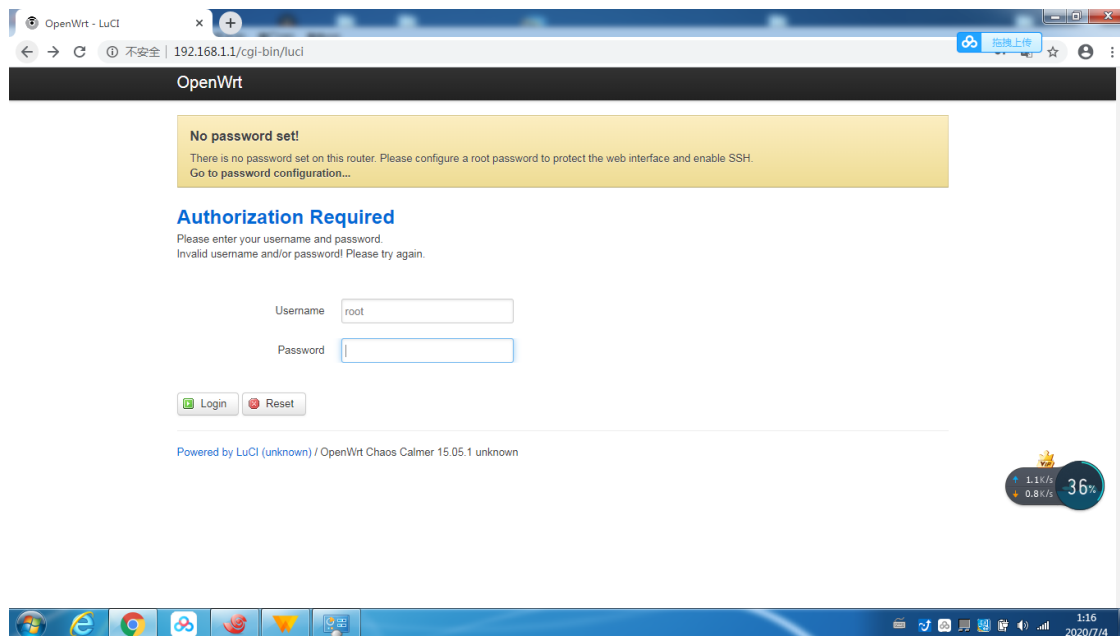 OpenWrt - LuCI
不安全 | 192.168.1.1/cgi-bin/luci
拖拽上传
OpenWrt
No password set!
There is no password set on this router. Please configure a root password to protect the web interface and enable SSH.
Go to password configuration...
Authorization Required
Please enter your username and password.
Invalid username and/or password! Please try again.
Username root
Password
Login Reset
Powered by LuCI (unknown) / OpenWrt Chaos Calmer 15.05.1 unknown
VIP
1.1K/s
0.8K/s
36%
1:16
2020/7/4